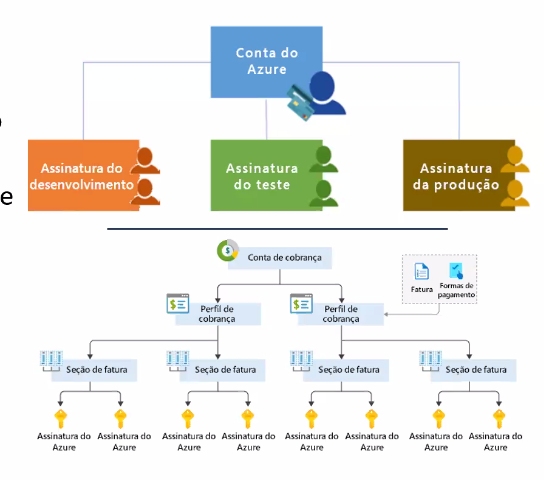 Conta do
Azure
o
Assinatura do
desenvolvimento
Assinatura
do teste
Assinatura
da produção
e
Conta de cobrança
Fatura
Formas de
pagamento
Perfil de
cobrança
Perfil de
cobrança
Seção de fatura
Seção de fatura
Seção de fatura
Seção de fatura
Assinatura do
Azure
Assinatura do
Azure
Assinatura do
Azure
Assinatura do
Azure
Assinatura do
Azure
Assinatura do
Azure
Assinatura do
Azure
Assinatura do
Azure